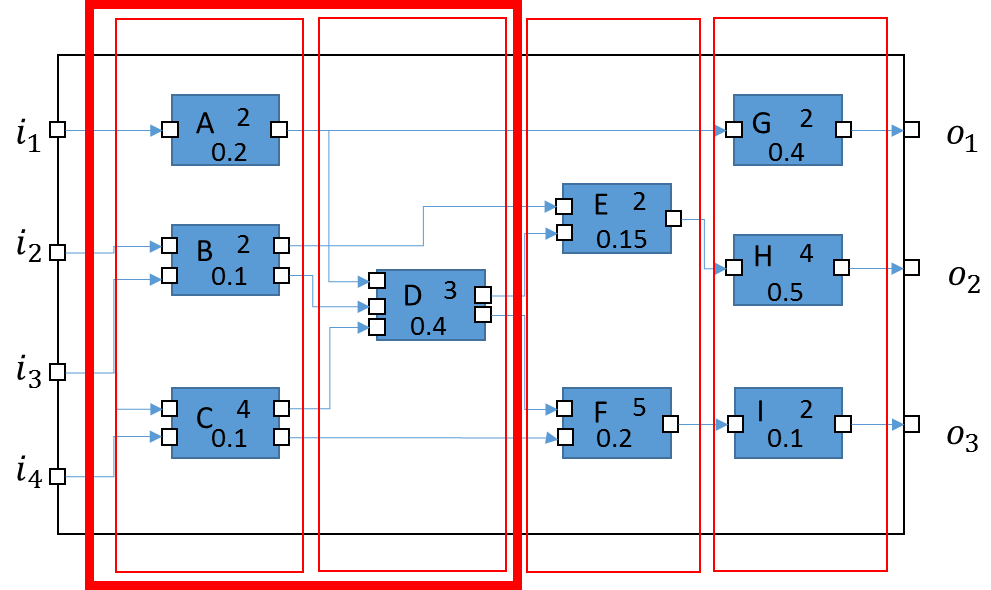 i₁
A 2
0.2
G 2
0.4
o₁
i₂
B 2
0.1
E 2
0.15
H 4
0.5
o₂
D 3
0.4
i₃
C 4
0.1
F 5
0.2
I 2
0.1
o₃
i₄